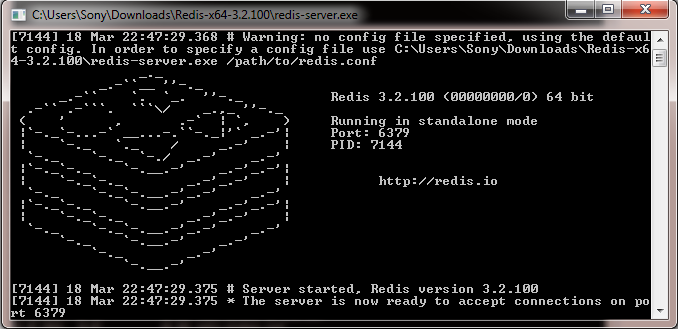 C:\Users\Sony\Downloads\Redis-x64-3.2.100\redis-server.exe
[7144] 18 Mar 22:47:29.368 # Warning: no config file specified, using the defaul
t config. In order to specify a config file use C:\Users\Sony\Downloads\Redis-x6
4-3.2.100\redis-server.exe /path/to/redis.conf
Redis 3.2.100 (00000000/0) 64 bit
Running in standalone mode
Port: 6379
PID: 7144
http://redis.io
[7144] 18 Mar 22:47:29.375 # Server started, Redis version 3.2.100
[7144] 18 Mar 22:47:29.375 * The server is now ready to accept connections on po
rt 6379